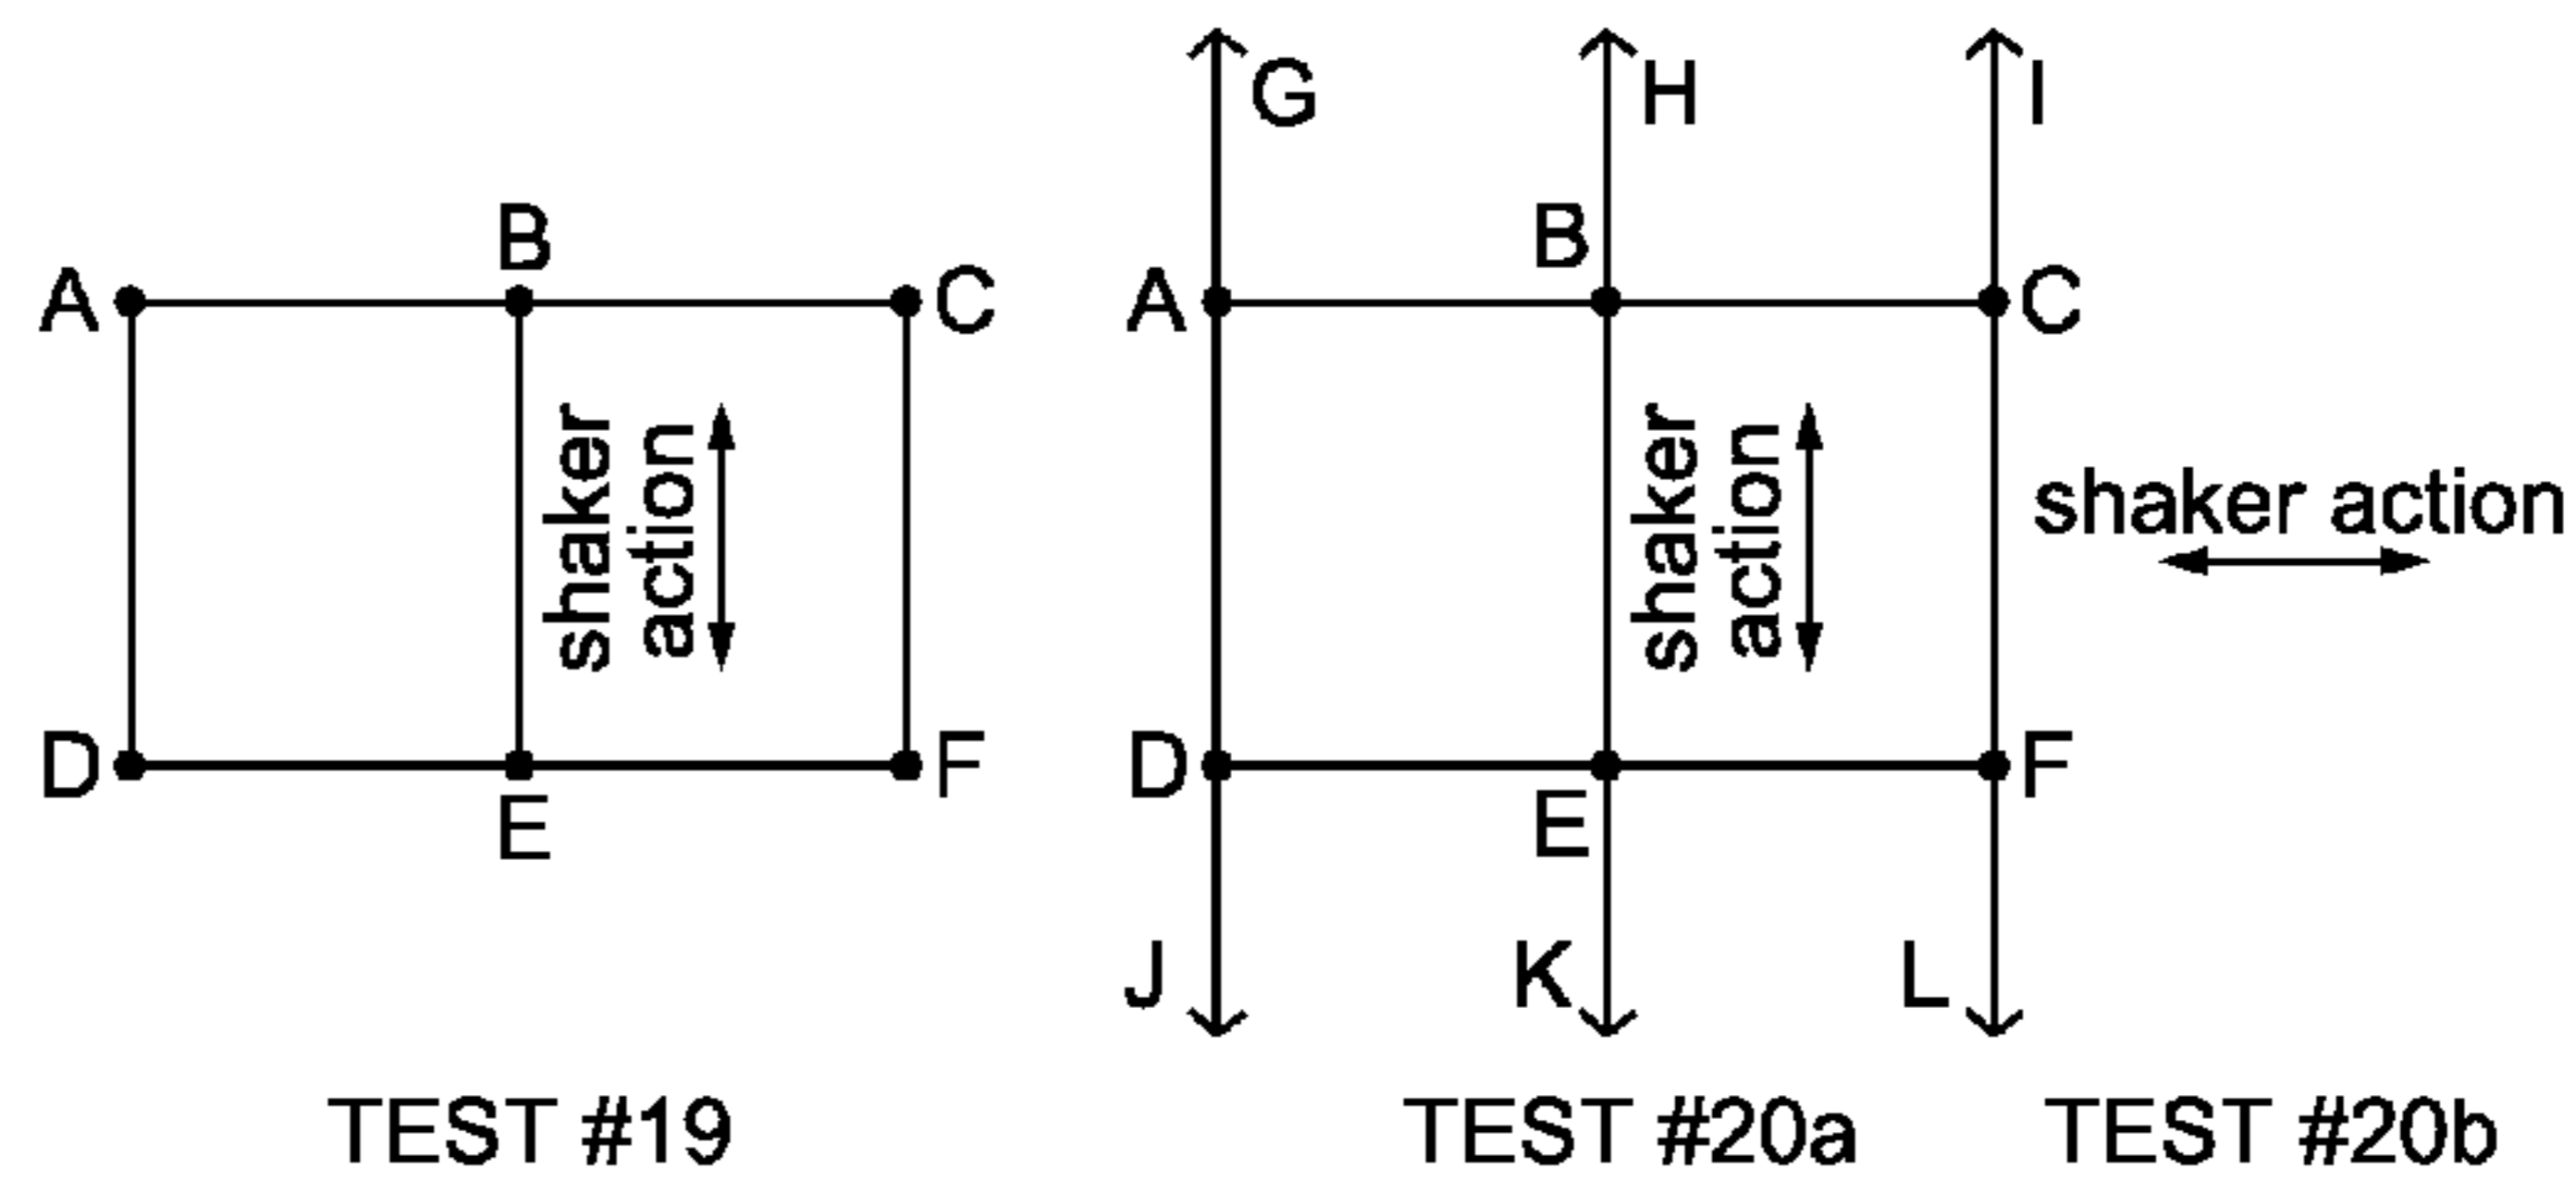 G
H
I
B
B
A
C
A
C
shaker
action
shaker
action
shaker action
D
F
D
F
E
E
J
K
L
TEST #19
TEST #20a
TEST #20b